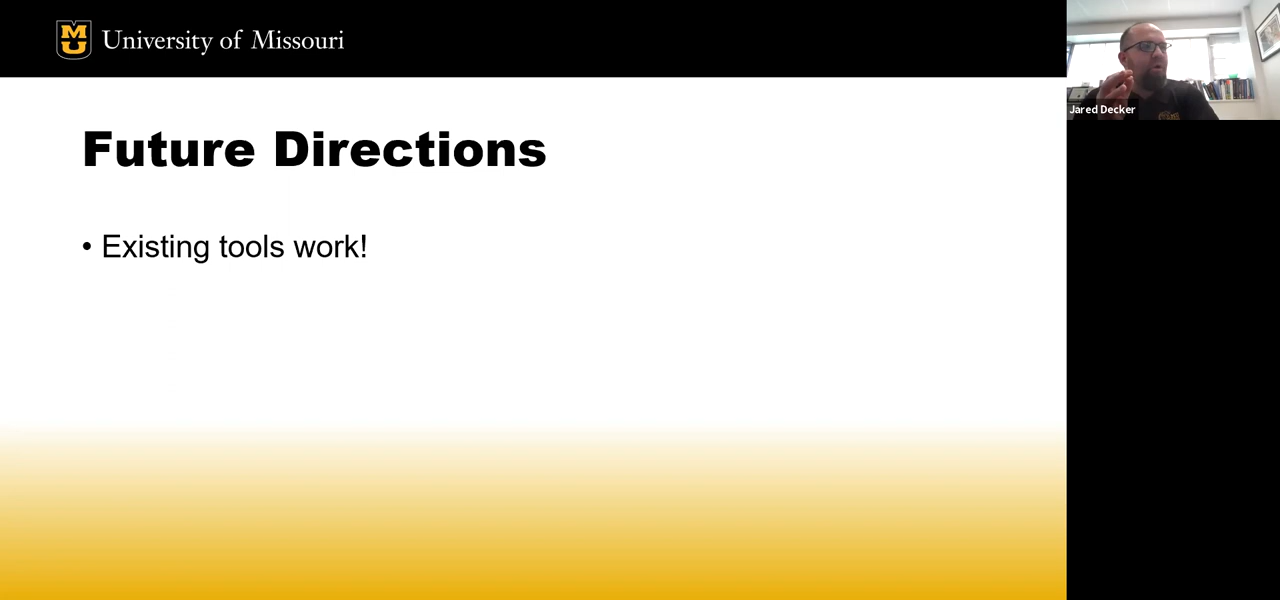 MU
University of Missouri
Jared Decker
Future Directions
• Existing tools work!